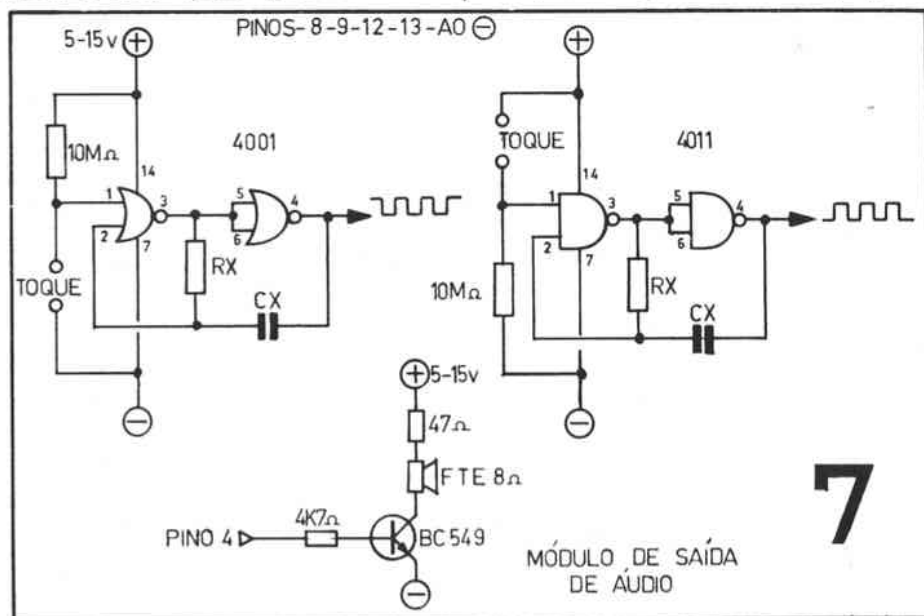 PINOS-8-9-12-13-AO ⊖
5-15v ⊕
10MΩ
4001
14
1
2
3
7
5
6
4
TOQUE
RX
CX
⊖
⊕
TOQUE
4011
14
1
2
3
7
5
6
4
10MΩ
RX
CX
⊖
⊕ 5-15v
47Ω
FTE 8Ω
PINO 4
4K7Ω
BC549
⊖
MÓDULO DE SAÍDA
DE ÁUDIO
7